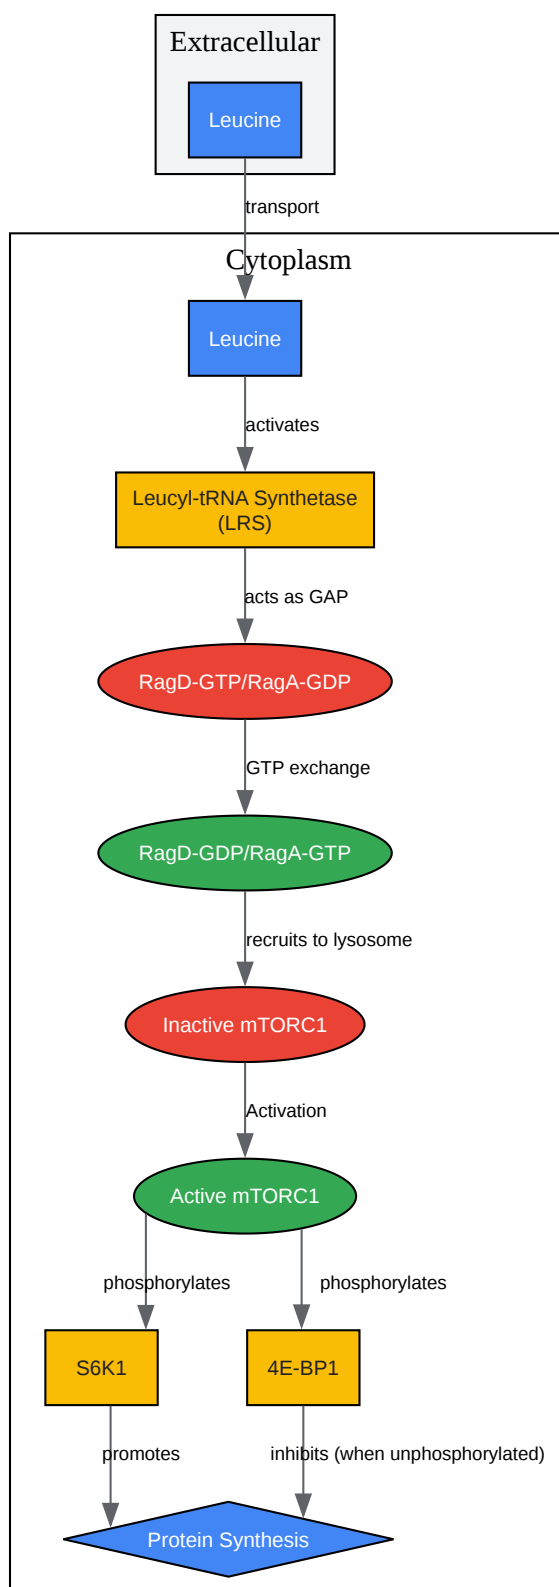 Extracellular
Leucine
transport
Cytoplasm
Leucine
activates
Leucyl-tRNA Synthetase
(LRS)
acts as GAP
RagD-GTP/RagA-GDP
GTP exchange
RagD-GDP/RagA-GTP
recruits to lysosome
Inactive mTORC1
Activation
Active mTORC1
phosphorylates
phosphorylates
S6K1
4E-BP1
promotes
inhibits (when unphosphorylated)
Protein Synthesis